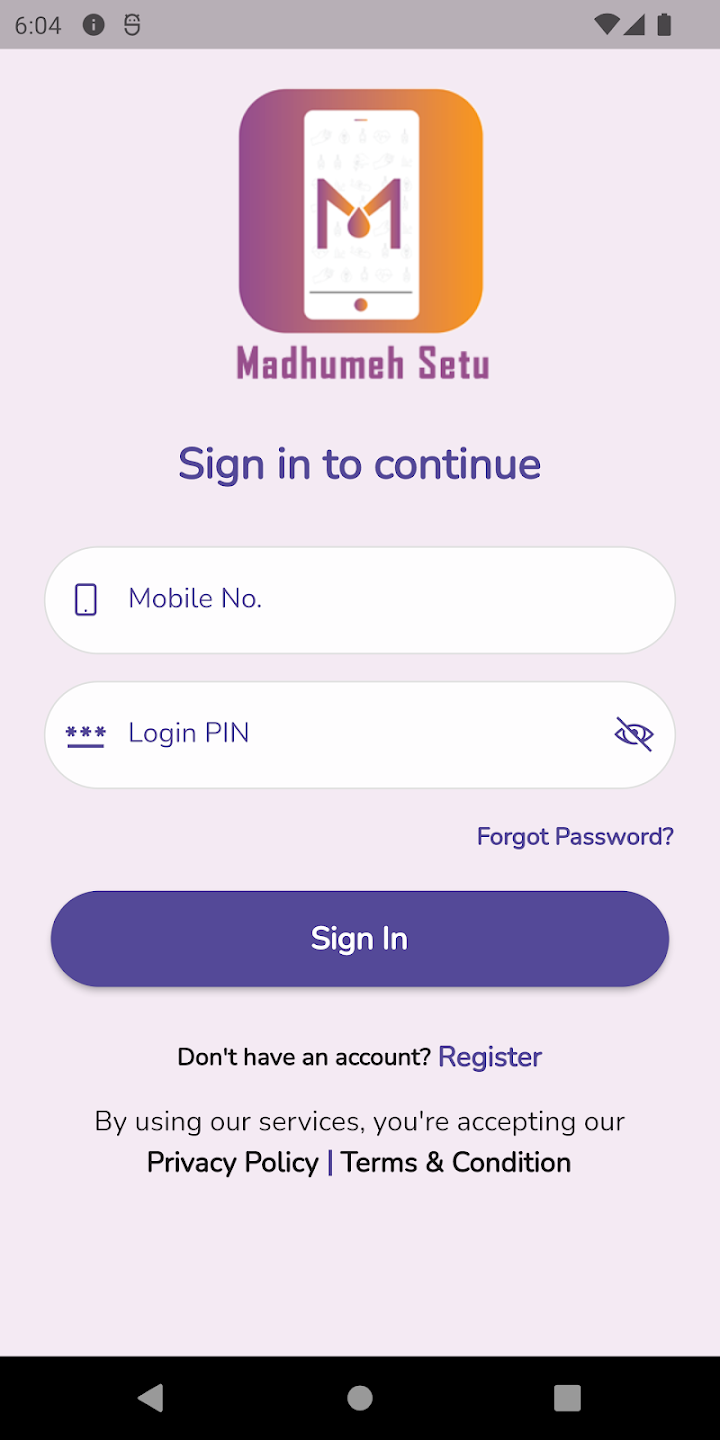 6:04
M
Madhumeh Setu
Sign in to continue
Mobile No.
*** Login PIN
Forgot Password?
Sign In
Don't have an account? Register
By using our services, you're accepting our
Privacy Policy | Terms & Condition